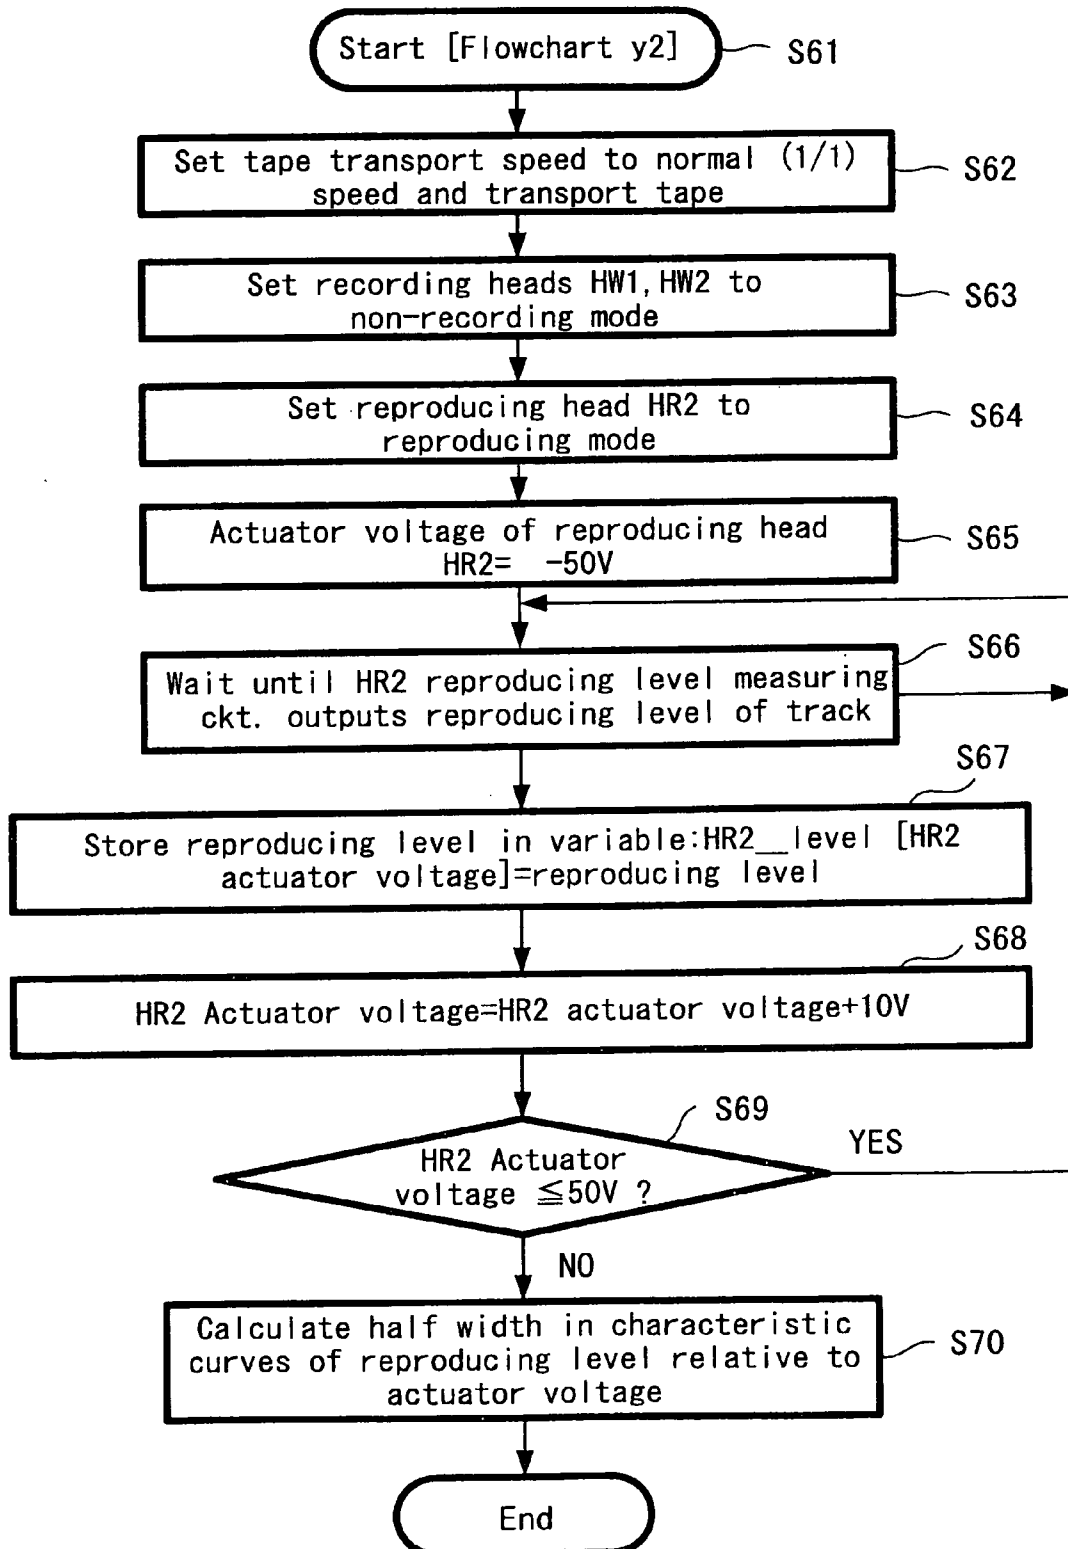 Start [Flowchart y2]
S61
Set tape transport speed to normal (1/1)
speed and transport tape
S62
Set recording heads HW1,HW2 to
non-recording mode
S63
Set reproducing head HR2 to
reproducing mode
S64
Actuator voltage of reproducing head
HR2= -50V
S65
S66
Wait until HR2 reproducing level measuring
ckt. outputs reproducing level of track
S67
Store reproducing level in variable:HR2__level [HR2
actuator voltage]=reproducing level
S68
HR2 Actuator voltage=HR2 actuator voltage+10V
S69
HR2 Actuator
voltage ≦50V ?
YES
NO
Calculate half width in characteristic
curves of reproducing level relative to
actuator voltage
S70
End